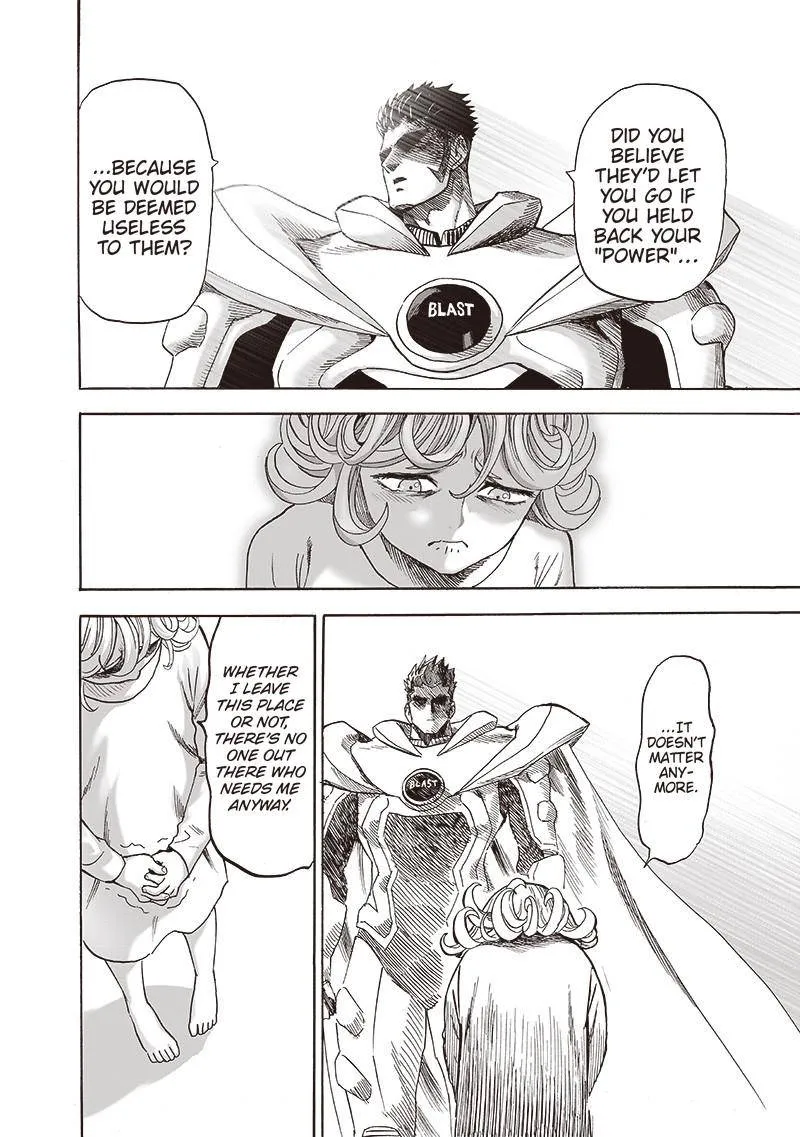 DID YOU
BELIEVE
THEY'D LET
YOU GO IF
YOU HELD
BACK YOUR
"POWER"...
...BECAUSE
YOU WOULD
BE DEEMED
USELESS
TO THEM?
BLAST
...IT
DOESN'T
MATTER
ANY-
MORE.
BLAST
WHETHER
I LEAVE
THIS PLACE
OR NOT,
THERE'S NO
ONE OUT
THERE WHO
NEEDS ME
ANYWAY.